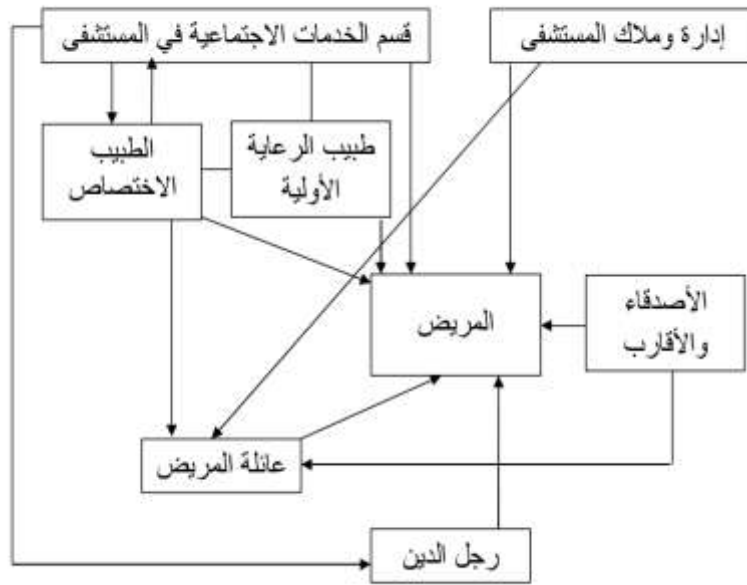 إدارة وملاك المستشفى
قسم الخدمات الاجتماعية في المستشفى
طبيب الرعاية
الأولية
الطبيب
الاختصاص
الأصدقاء
والأقارب
المريض
عائلة المريض
رجل الدين